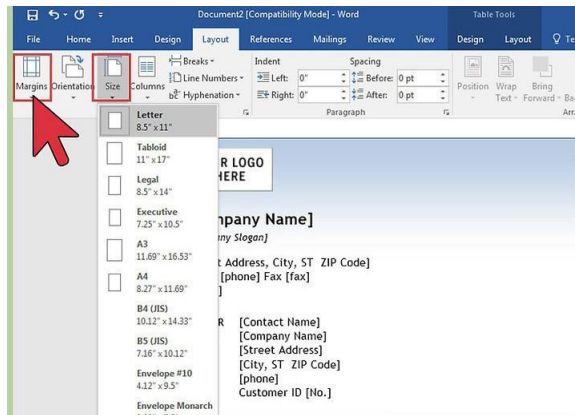 Document2 [Compatibility Mode] - Word
Table Tools
File Home Insert Design Layout References Mailings Review View Design Layout
Margins Orientation Size Columns
Breaks
Line Numbers
Hyphenation
Indent
Left: 0"
Right: 0"
Spacing
Before: 0 pt
After: 0 pt
Paragraph
Position Wrap Text Bring Forward
Letter
8.5" x 11"
Tabloid
11" x 17"
Legal
8.5" x 14"
Executive
7.25" x 10.5"
A3
11.69" x 16.53"
A4
8.27" x 11.69"
B4 (JIS)
10.12" x 14.33"
B5 (JIS)
7.16" x 10.12"
Envelope #10
4.12" x 9.5"
Envelope Monarch
R LOGO
HERE
pany Name]
ny Slogan]
t Address, City, ST ZIP Code]
[phone] Fax [fax]
]
R [Contact Name]
[Company Name]
[Street Address]
[City, ST ZIP Code]
[phone]
Customer ID [No.]